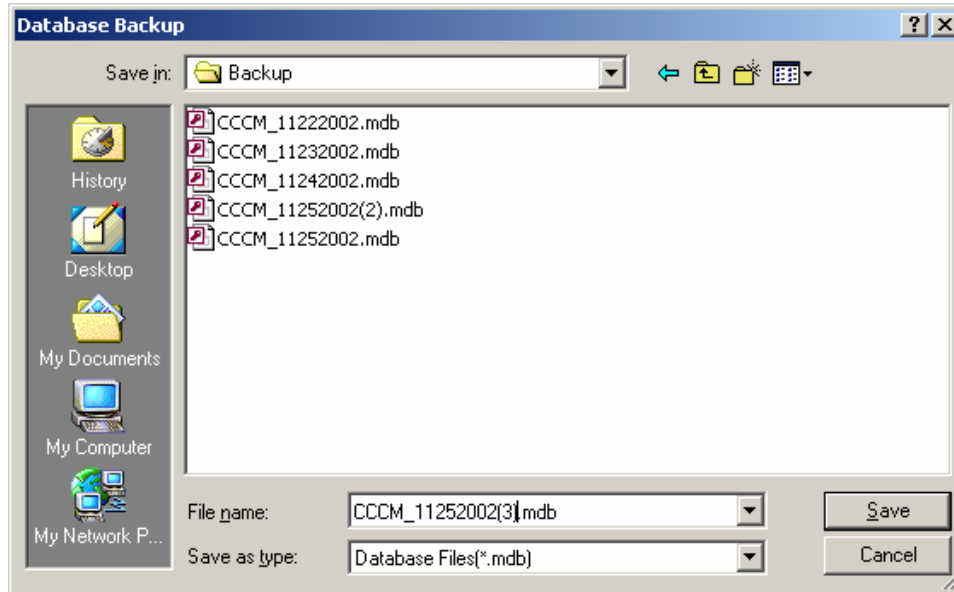 Database Backup
Save in: Backup
CCCM_11222002.mdb
CCCM_11232002.mdb
CCCM_11242002.mdb
CCCM_11252002(2).mdb
CCCM_11252002.mdb
History
Desktop
My Documents
My Computer
My Network P...
File name: CCCM_11252002(3).mdb
Save
Save as type: Database Files(*.mdb)
Cancel